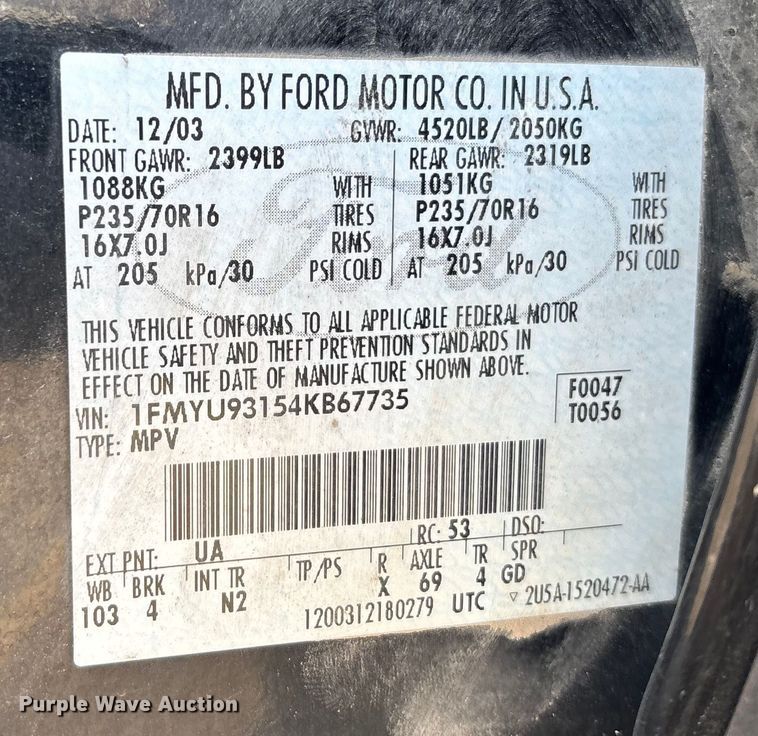 MFD. BY FORD MOTOR CO. IN U.S.A.
DATE: 12/03 GVWR: 4520LB/ 2050KG
FRONT GAWR: 2399LB REAR GAWR: 2319LB
1088KG WITH 1051KG WITH
P235/70R16 TIRES P235/70R16 TIRES
16X7.0J RIMS 16X7.0J RIMS
AT 205 kPa/30 PSI COLD AT 205 kPa/30 PSI COLD
Ford
THIS VEHICLE CONFORMS TO ALL APPLICABLE FEDERAL MOTOR
VEHICLE SAFETY AND THEFT PREVENTION STANDARDS IN
EFFECT ON THE DATE OF MANUFACTURE SHOWN ABOVE.
VIN: 1FMYU93154KB67735 F0047
TYPE: MPV T0056
EXT PNT: UA RC: 53 DSO:
WB BRK INT TR TP/PS R AXLE TR SPR
103 4 N2 X 69 4 GD
1200312180279 UTC ▽ 2U5A-1520472-AA
Purple Wave Auction